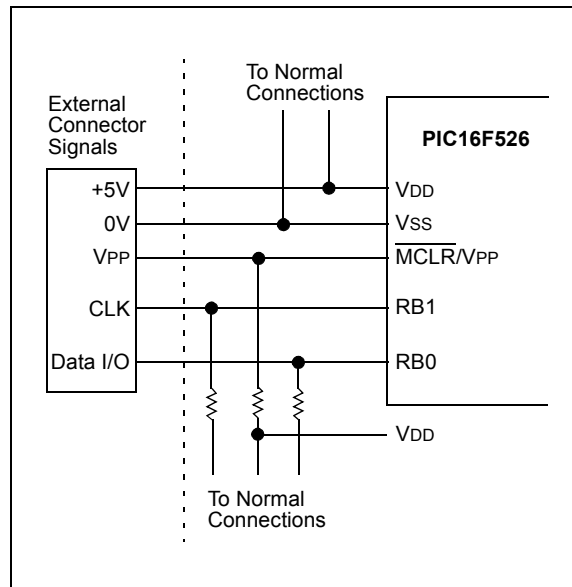 To Normal
Connections
External
Connector
Signals
PIC16F526
+5V
VDD
0V
VSS
VPP
MCLR/VPP
CLK
RB1
Data I/O
RB0
VDD
To Normal
Connections